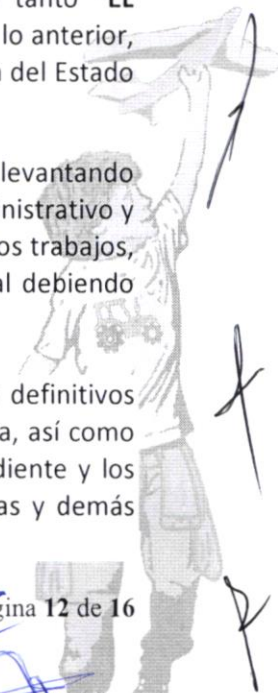 tanto "EL
lo anterior,
del Estado
levantando
nistrativo y
os trabajos,
al debiendo
definitivos
a, así como
diente y los
as y demás
gina 12 de 16